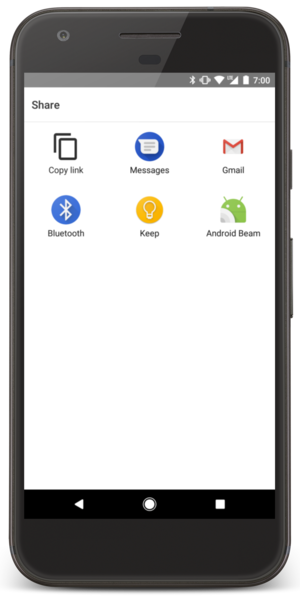 7:00
Share
Copy link Messages Gmail
Bluetooth Keep Android Beam